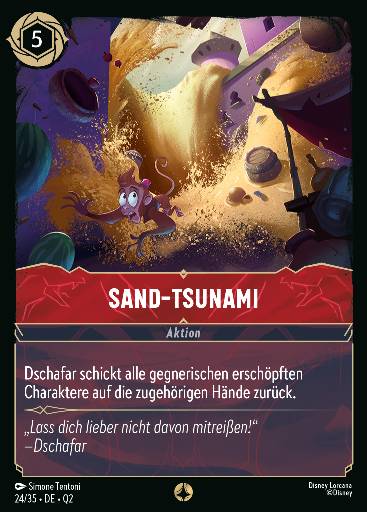 5
SAND-TSUNAMI
Aktion
Dschafar schickt alle gegnerischen erschöpften
Charaktere auf die zugehörigen Hände zurück.
„Lass dich lieber nicht davon mitreißen!“
—Dschafar
Simone Tentoni
24/35 • DE • Q2
Disney Lorcana
©Disney